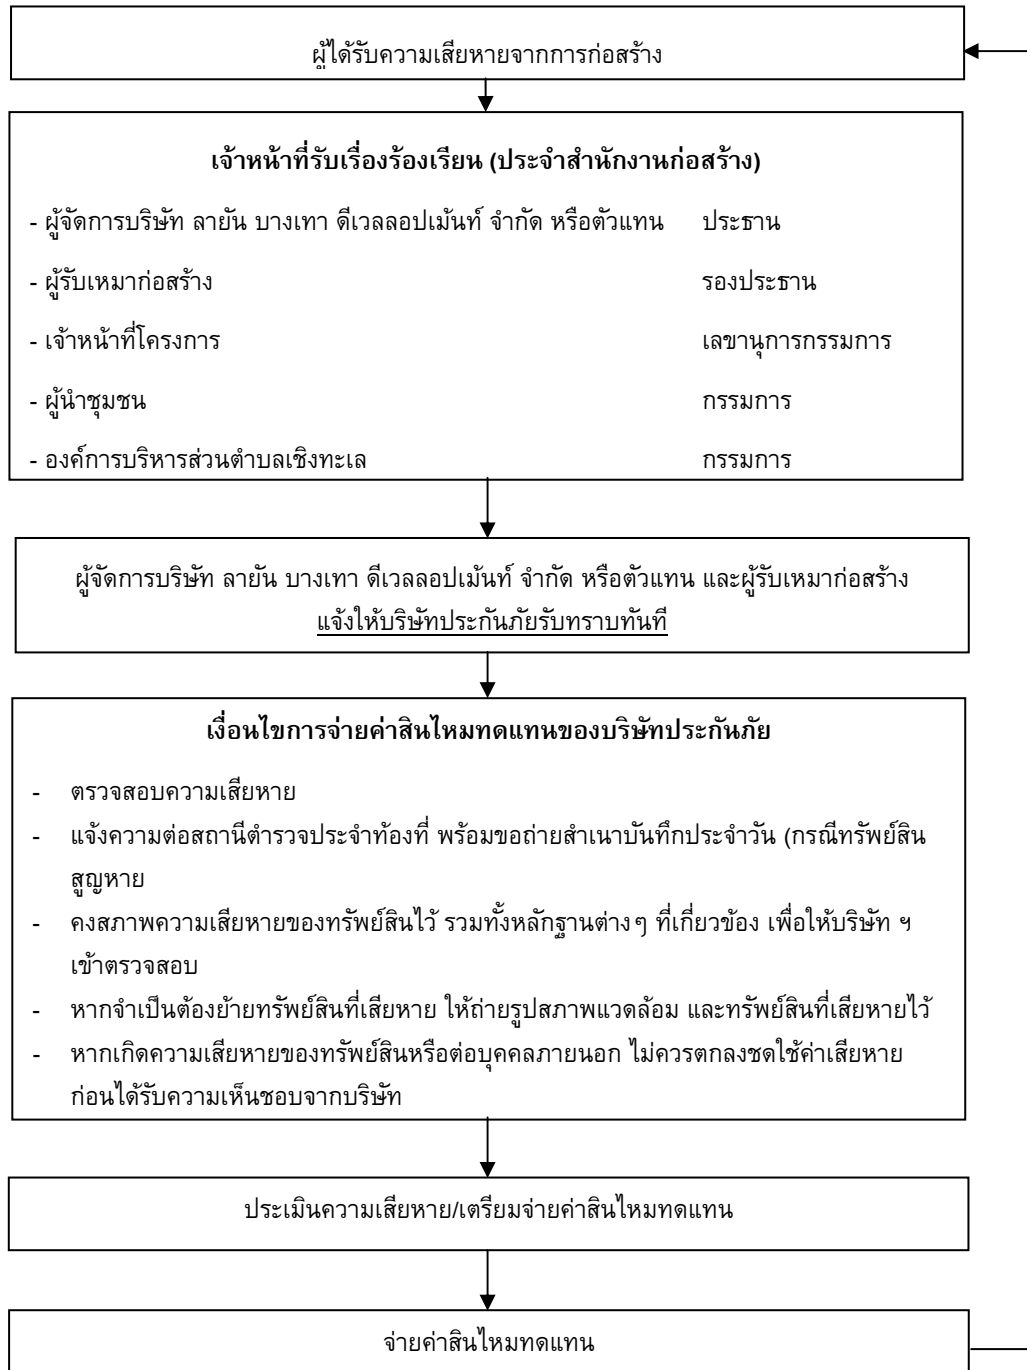 ผู้ได้รับความเสียหายจากการก่อสร้าง
เจ้าหน้าที่รับเรื่องร้องเรียน (ประจำสำนักงานก่อสร้าง)
- ผู้จัดการบริษัท ลายัน บางเทา ดีเวลลอปเม้นท์ จำกัด หรือตัวแทน ประธาน
- ผู้รับเหมาก่อสร้าง รองประธาน
- เจ้าหน้าที่โครงการ เลขานุการกรรมการ
- ผู้นำชุมชน กรรมการ
- องค์การบริหารส่วนตำบลเชิงทะเล กรรมการ
ผู้จัดการบริษัท ลายัน บางเทา ดีเวลลอปเม้นท์ จำกัด หรือตัวแทน และผู้รับเหมาก่อสร้าง
แจ้งให้บริษัทประกันภัยรับทราบทันที
เงื่อนไขการจ่ายค่าสินไหมทดแทนของบริษัทประกันภัย
- ตรวจสอบความเสียหาย
- แจ้งความต่อสถานีตำรวจประจำท้องที่ พร้อมขอถ่ายสำเนาบันทึกประจำวัน (กรณีทรัพย์สิน
สูญหาย
- คงสภาพความเสียหายของทรัพย์สินไว้ รวมทั้งหลักฐานต่างๆ ที่เกี่ยวข้อง เพื่อให้บริษัท ฯ
เข้าตรวจสอบ
- หากจำเป็นต้องย้ายทรัพย์สินที่เสียหาย ให้ถ่ายรูปสภาพแวดล้อม และทรัพย์สินที่เสียหายไว้
- หากเกิดความเสียหายของทรัพย์สินหรือต่อบุคคลภายนอก ไม่ควรตกลงชดใช้ค่าเสียหาย
ก่อนได้รับความเห็นชอบจากบริษัท
ประเมินความเสียหาย/เตรียมจ่ายค่าสินไหมทดแทน
จ่ายค่าสินไหมทดแทน